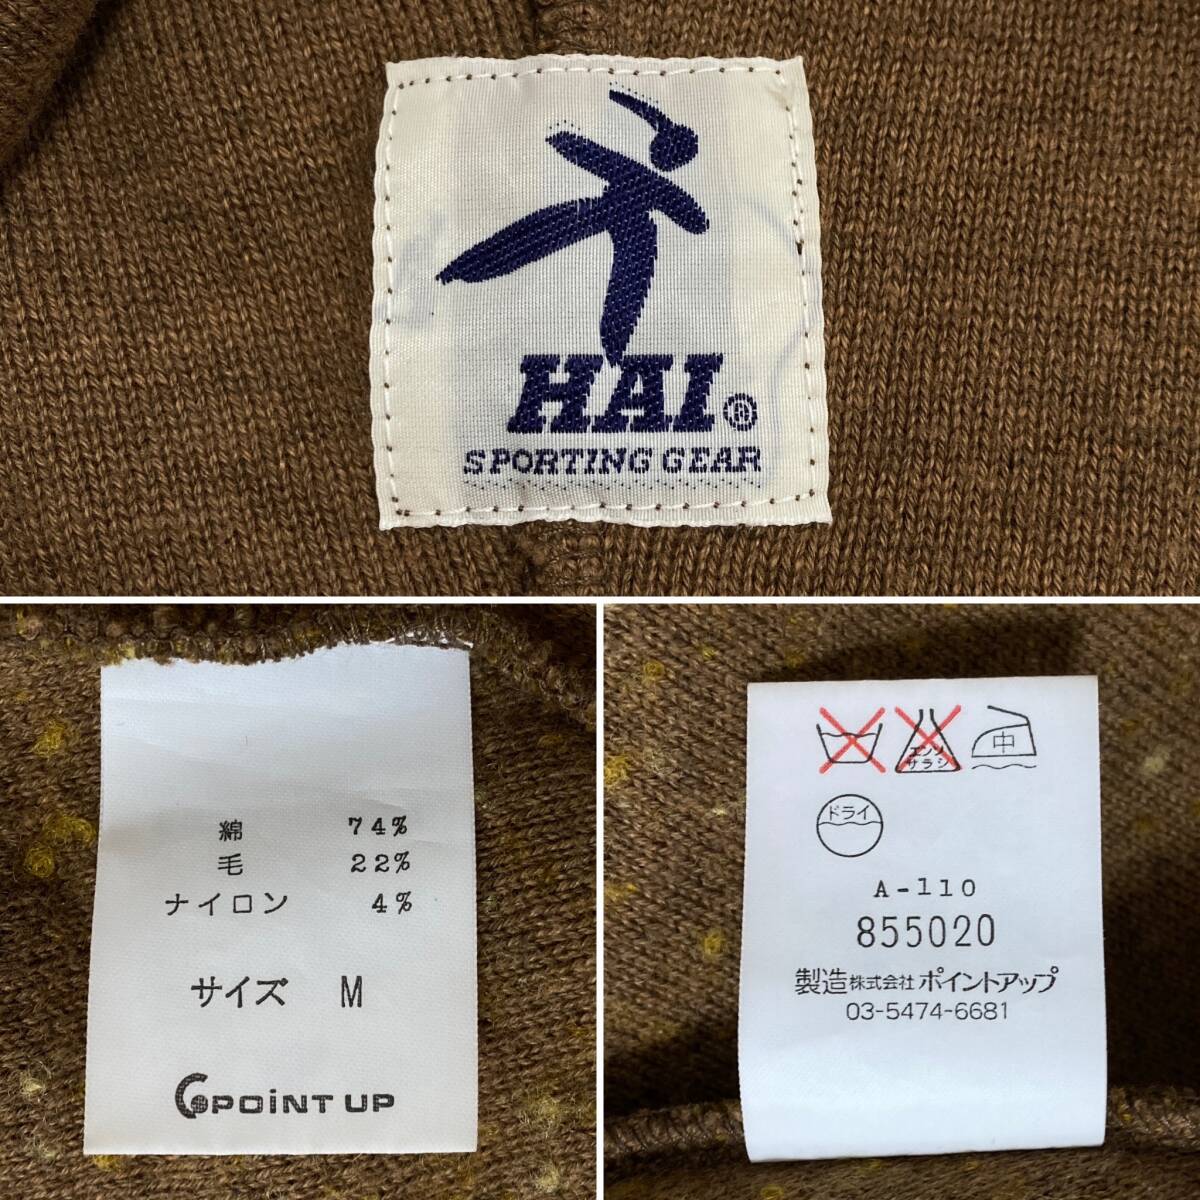 HAI®
SPORTING GEAR
綿 74%
毛 22%
ナイロン 4%
サイズ M
POINT UP
エンソ
サラシ
中
ドライ
A-110
855020
製造株式会社ポイントアップ
03-5474-6681